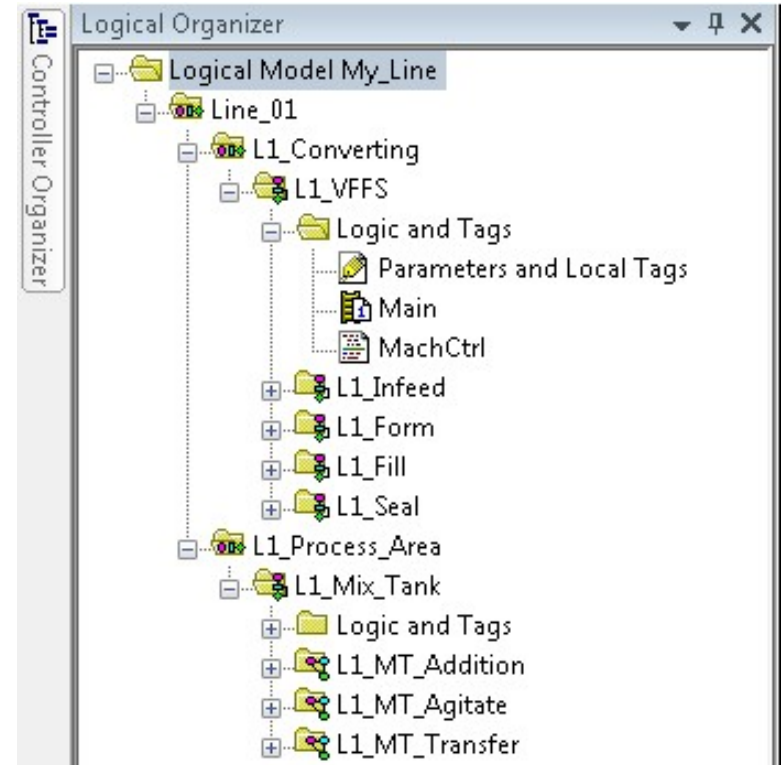 Logical Organizer
Controller Organizer
Logical Model My_Line
Line_01
L1_Converting
L1_VFFS
Logic and Tags
Parameters and Local Tags
Main
MachCtrl
L1_Infeed
L1_Form
L1_Fill
L1_Seal
L1_Process_Area
L1_Mix_Tank
Logic and Tags
L1_MT_Addition
L1_MT_Agitate
L1_MT_Transfer